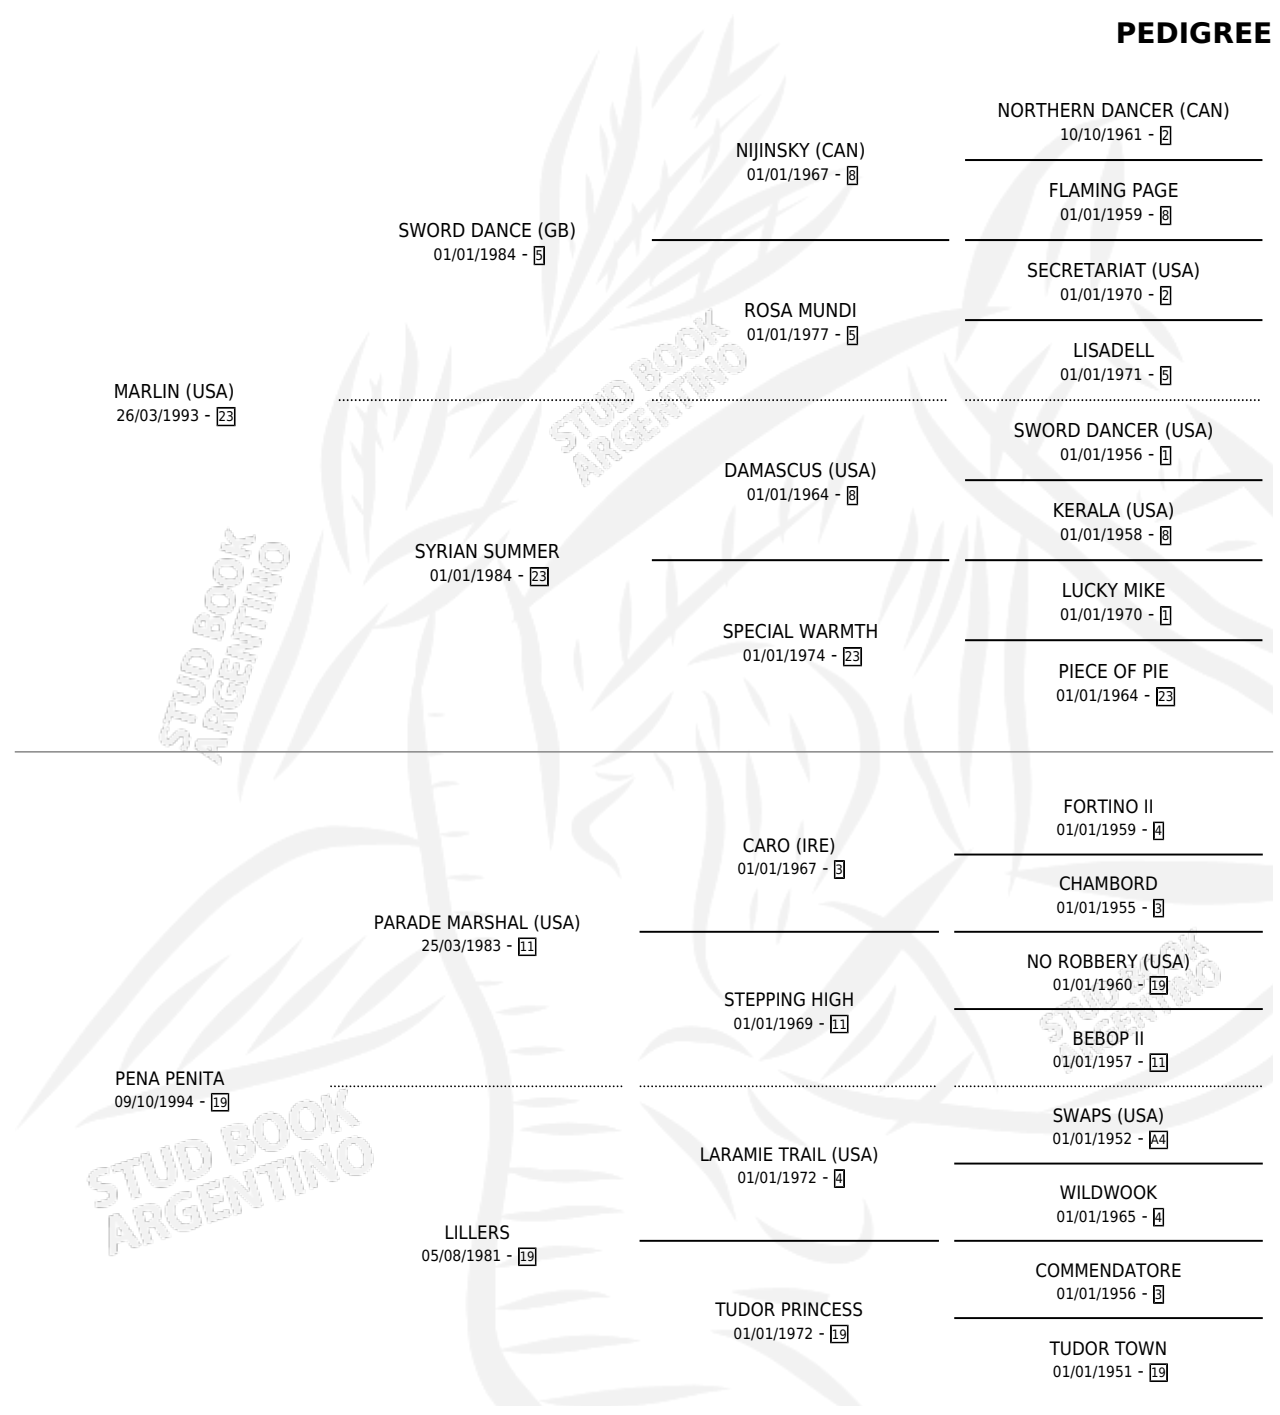 PEDIGREE
NORTHERN DANCER (CAN)
10/10/1961 - 2
NIJINSKY (CAN)
01/01/1967 - 8
FLAMING PAGE
01/01/1959 - 8
SWORD DANCE (GB)
01/01/1984 - 5
SECRETARIAT (USA)
01/01/1970 - 2
ROSA MUNDI
01/01/1977 - 5
LISADELL
01/01/1971 - 5
MARLIN (USA)
26/03/1993 - 23
SWORD DANCER (USA)
01/01/1956 - 1
DAMASCUS (USA)
01/01/1964 - 8
KERALA (USA)
01/01/1958 - 8
SYRIAN SUMMER
01/01/1984 - 23
LUCKY MIKE
01/01/1970 - 1
SPECIAL WARMTH
01/01/1974 - 23
PIECE OF PIE
01/01/1964 - 23
FORTINO II
01/01/1959 - 4
CARO (IRE)
01/01/1967 - 3
CHAMBORD
01/01/1955 - 3
PARADE MARSHAL (USA)
25/03/1983 - 11
NO ROBBERY (USA)
01/01/1960 - 19
STEPPING HIGH
01/01/1969 - 11
BEBOP II
01/01/1957 - 11
PENA PENITA
09/10/1994 - 19
SWAPS (USA)
01/01/1952 - A4
LARAMIE TRAIL (USA)
01/01/1972 - 4
WILDWOOK
01/01/1965 - 4
LILLERS
05/08/1981 - 19
COMMENDATORE
01/01/1956 - 3
TUDOR PRINCESS
01/01/1972 - 19
TUDOR TOWN
01/01/1951 - 19
STUD BOOK
ARGENTINO
STUD BOOK
ARGENTINO
STUD BOOK
ARGENTINO
STUD BOOK
ARGENTINO